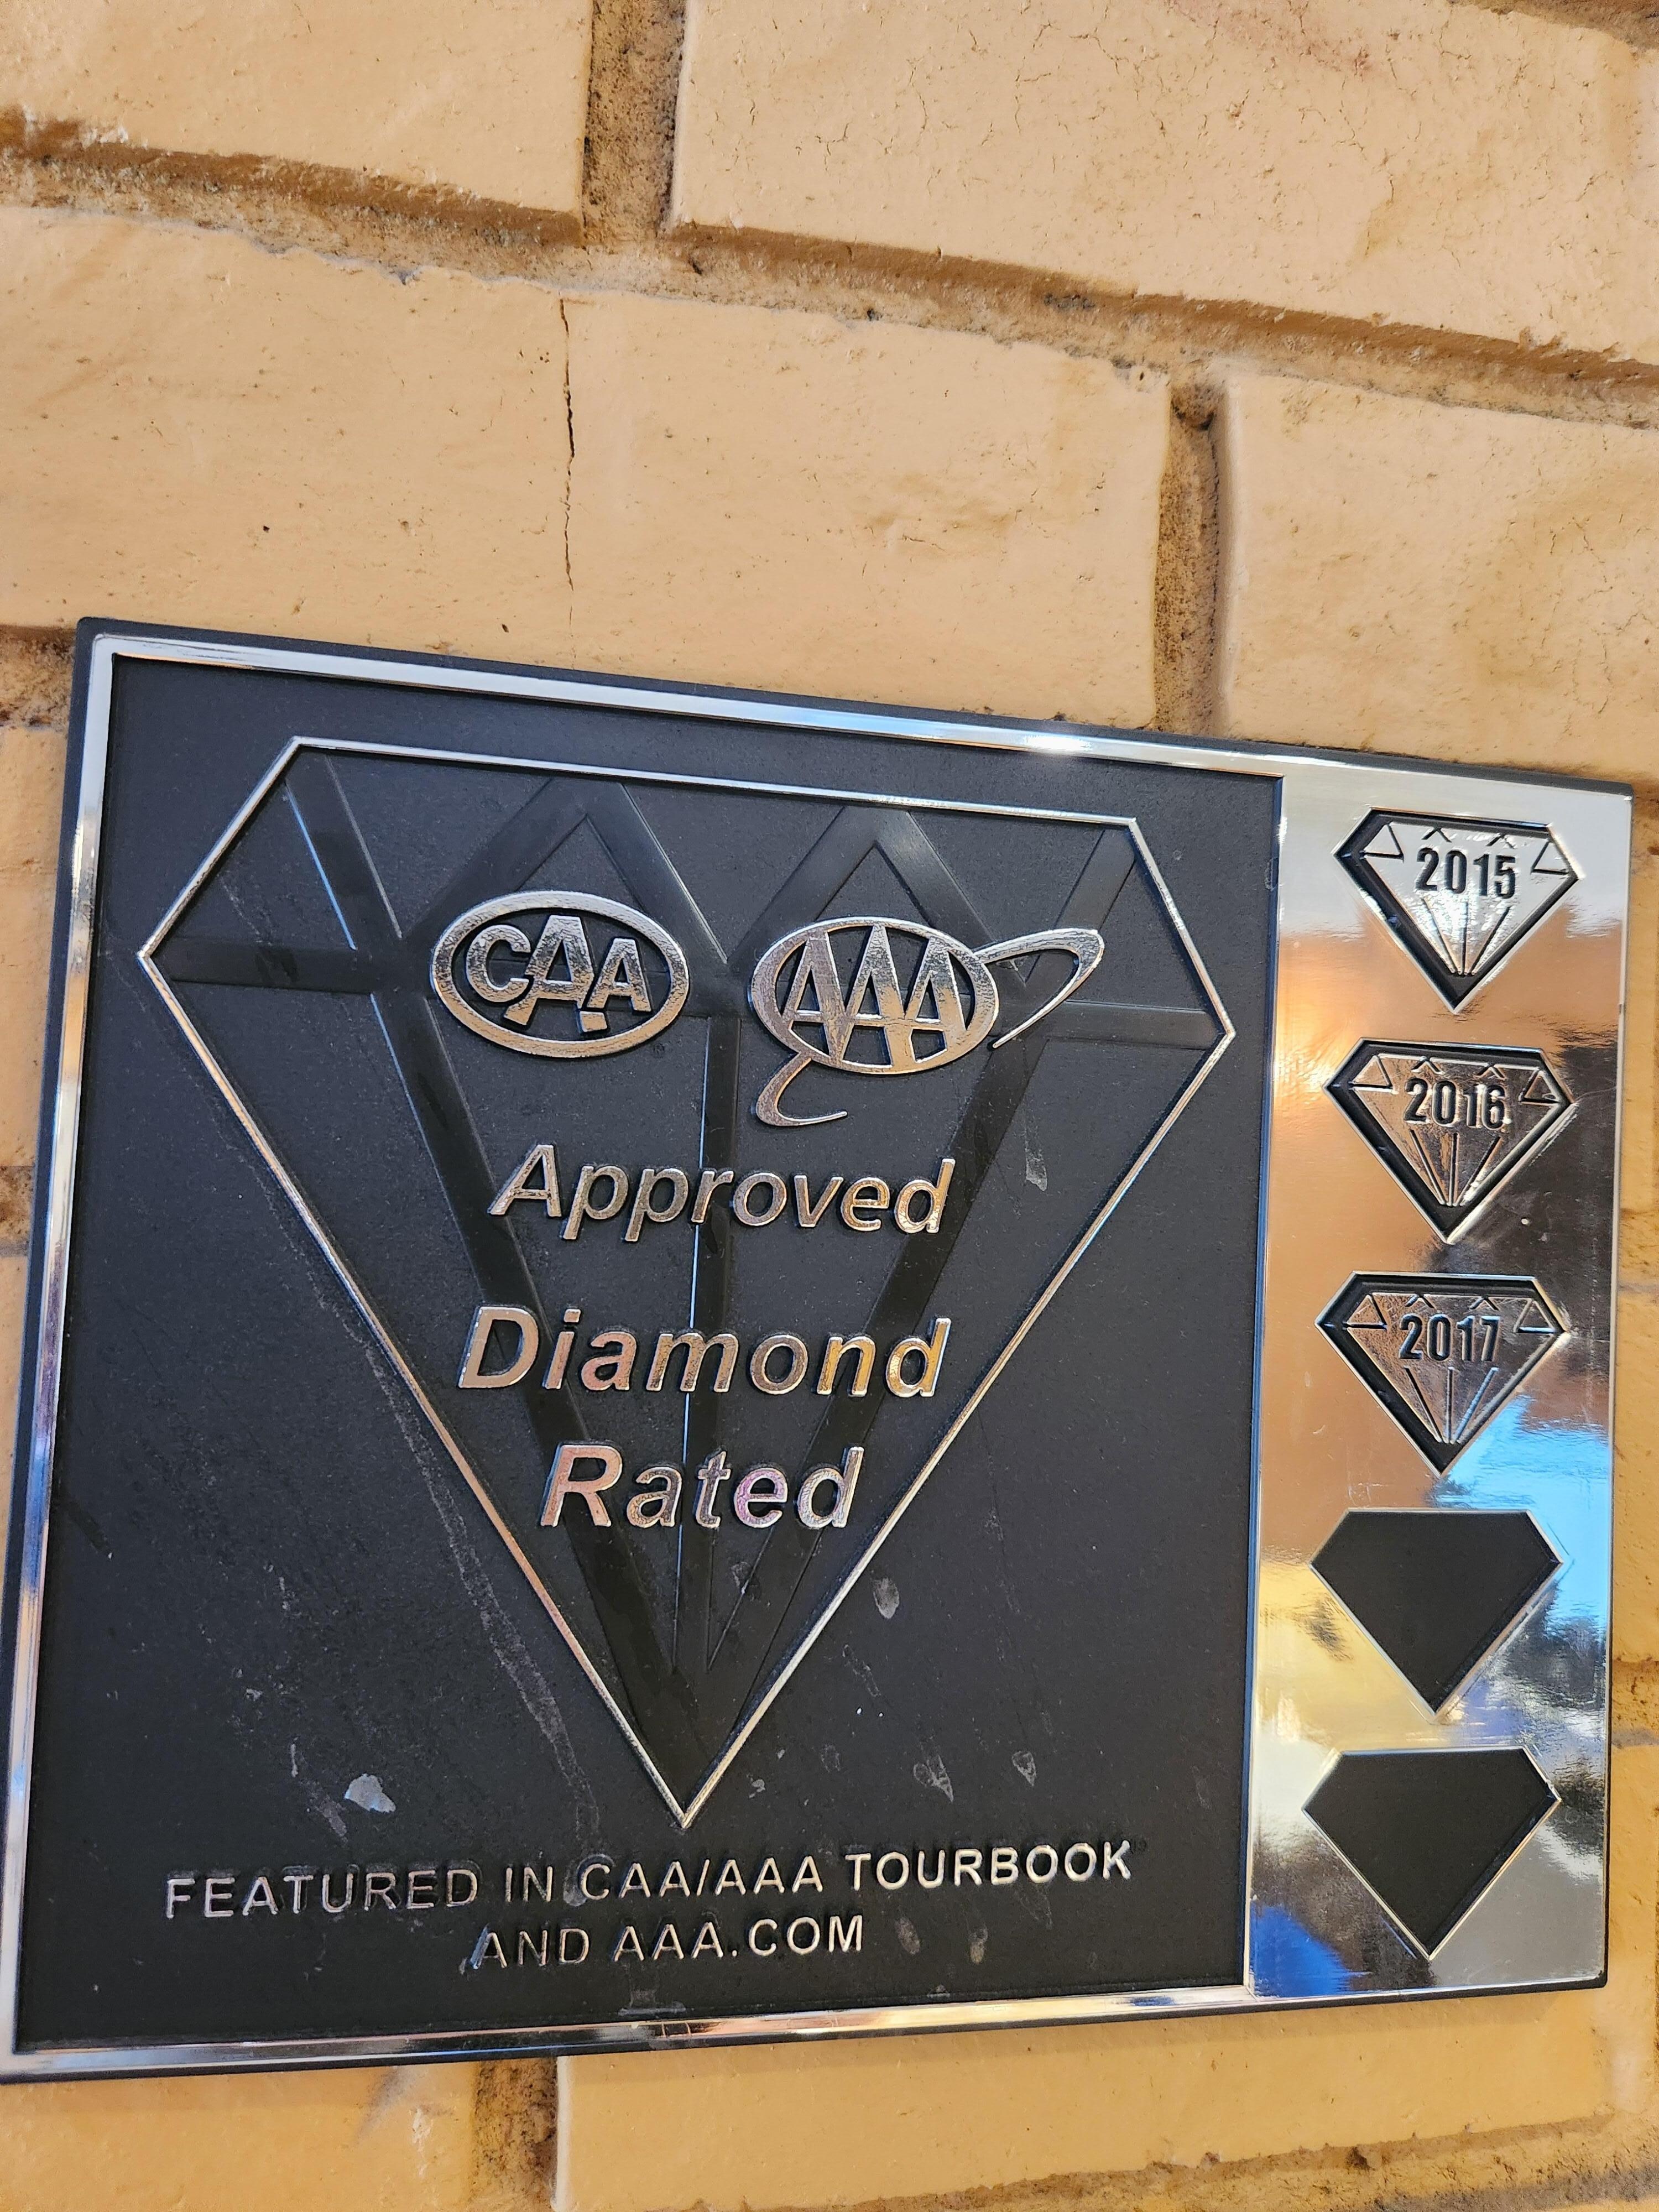 CAA AAA
Approved
Diamond
Rated
FEATURED IN CAA/AAA TOURBOOK
AND AAA.COM
2015
2016
2017